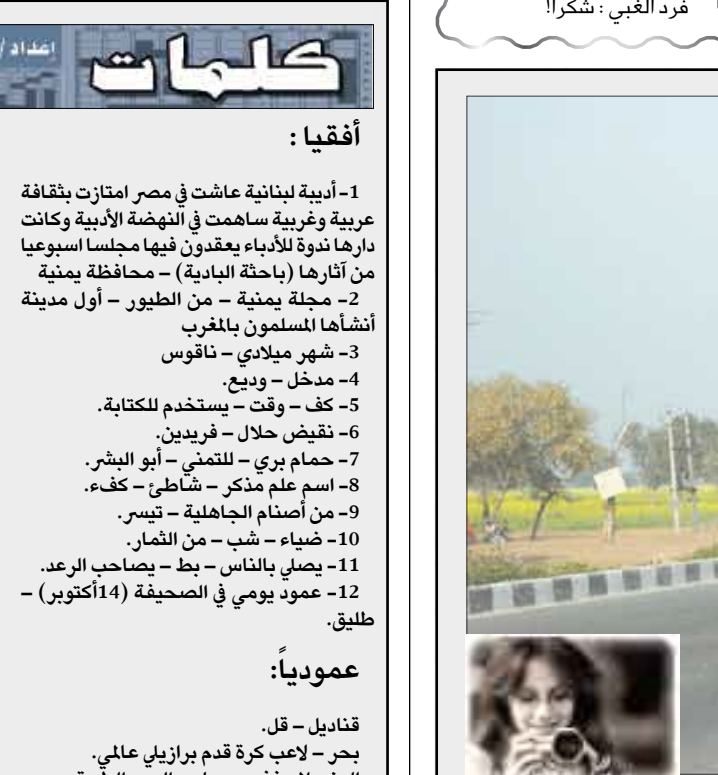 فرد الغبي : شكرا!
كلمات
اعداد /
أفقيا :
1- أديبة لبنانية عاشت في مصر امتازت بثقافة
عربية وغربية ساهمت في النهضة الأدبية وكانت
دارها ندوة للأدباء يعقدون فيها مجلسا اسبوعيا
من آثارها (باحثة البادية) – محافظة يمنية
2- مجلة يمنية – من الطيور – أول مدينة
أنشأها المسلمون بالمغرب
3- شهر ميلادي – ناقوس
4- مدخل – وديع.
5- كف – وقت – يستخدم للكتابة.
6- نقيض حلال – فريدين.
7- حمام بري – للتمني – أبو البشر.
8- اسم علم مذكر – شاطئ – كفء.
9- من أصنام الجاهلية – تيسر.
10- ضياء – شب – من الثمار.
11- يصلي بالناس – بط – يصاحب الرعد.
12- عمود يومي في الصحيفة (14أكتوبر) –
طليق.
عمودياً:
قناديل – قل.
بحر – لاعب كرة قدم برازيلي عالمي.